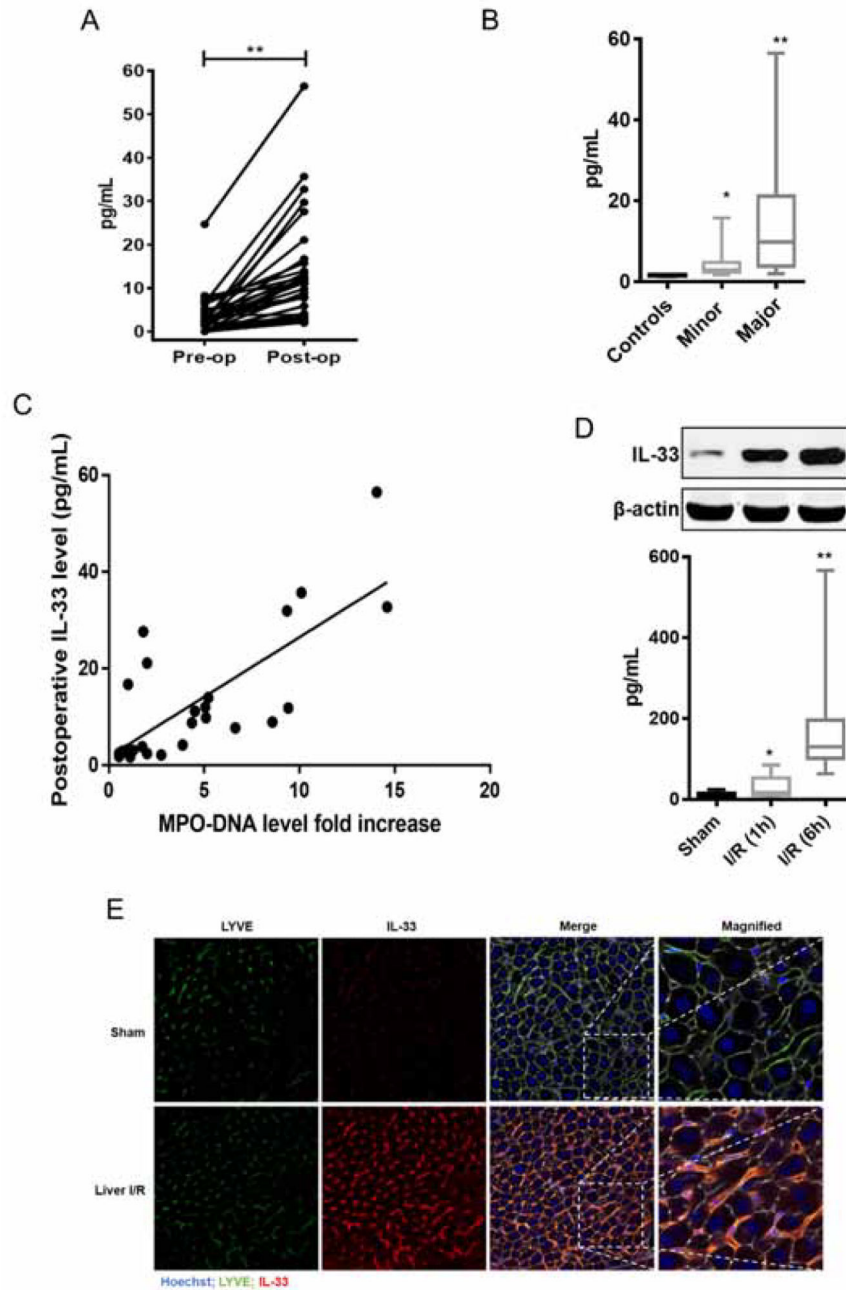 A
**
60
50
40
30
20
10
0
pg/mL
Pre-op Post-op
B
**
*
60
40
20
0
pg/mL
Controls
Minor
Major
C
Postoperative IL-33 level (pg/mL)
60
40
20
0
0 5 10 15 20
MPO-DNA level fold increase
D
IL-33
β-actin
**
*
600
400
200
0
pg/mL
Sham
I/R (1h)
I/R (6h)
E
LYVE IL-33 Merge Magnified
Sham
Liver I/R
Hoechst; LYVE; IL-33